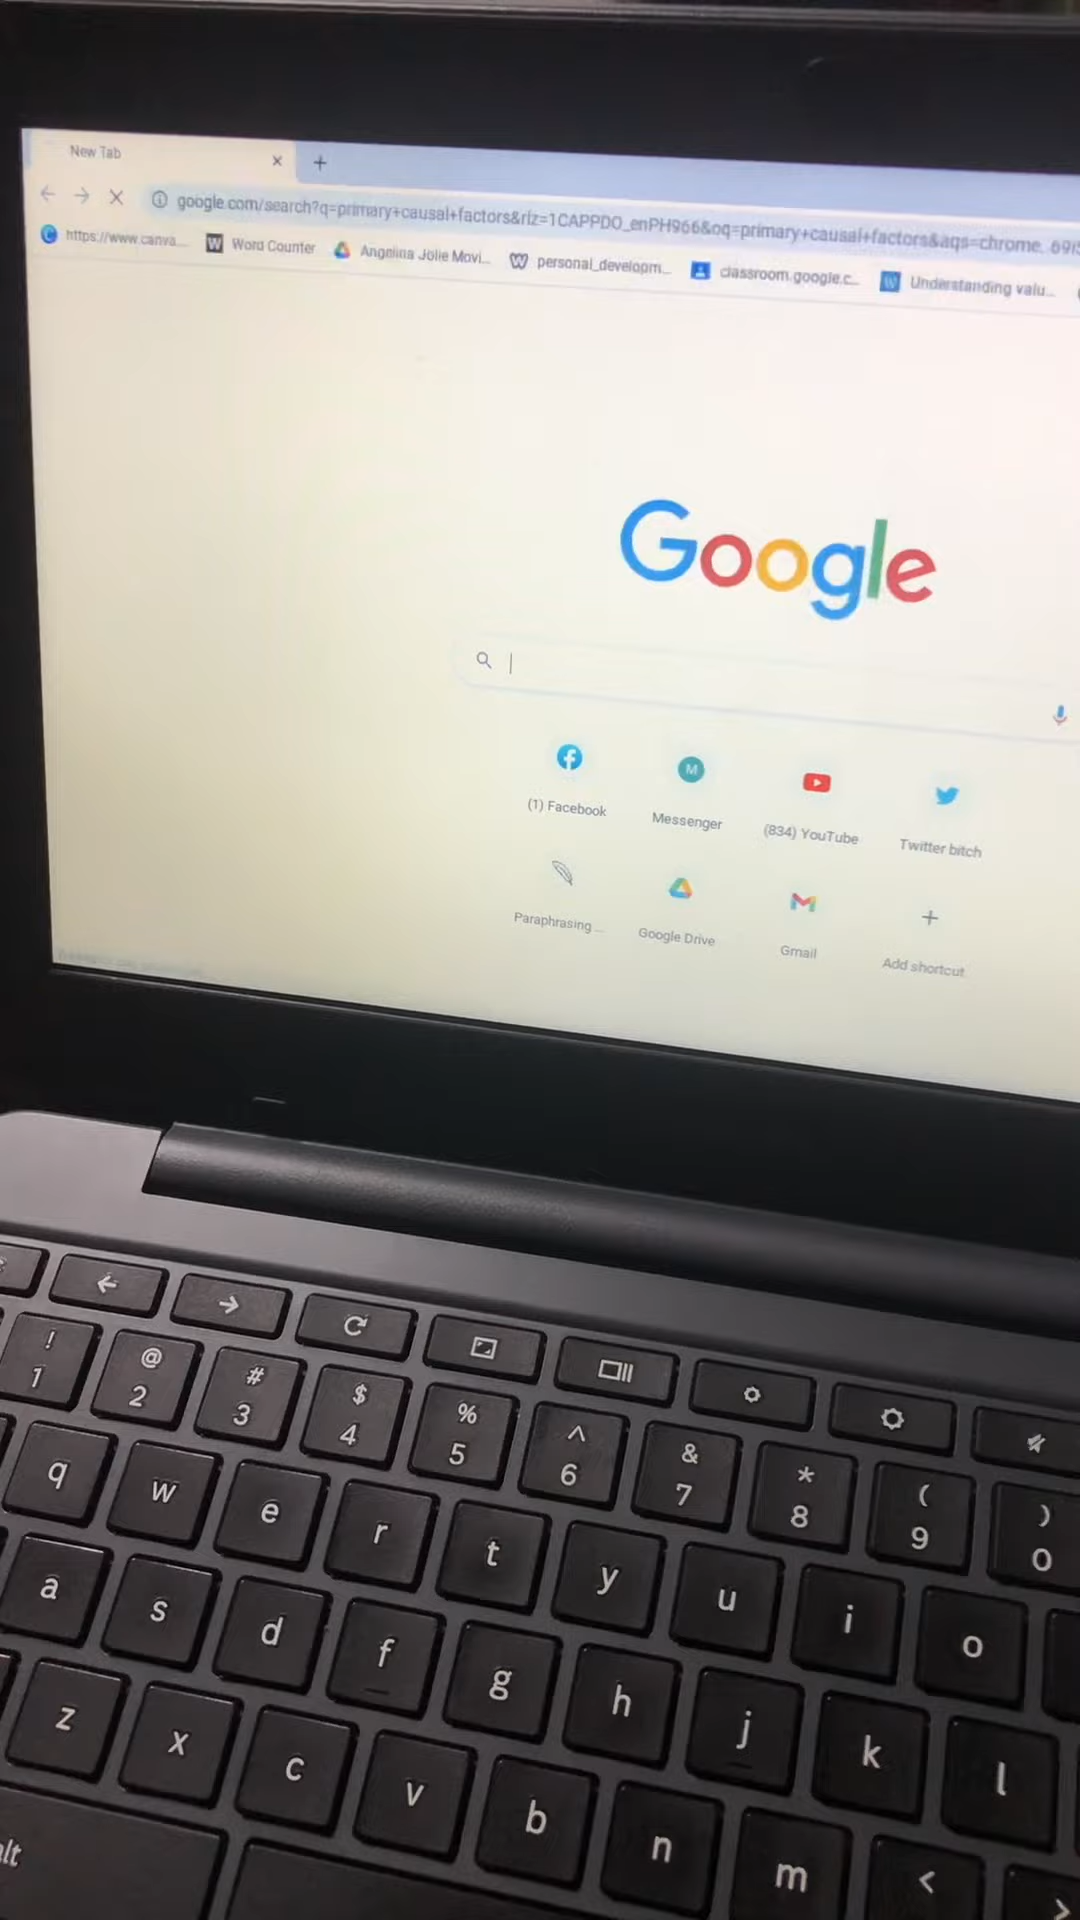 New Tab
google.com/search?q=primary+causal+factors&rlz=1CAPPDO_enPH966&oq=primary+causal+factors&aqs=chrome..69i5
https://www.canva... Word Counter Angelina Jolie Movi... personal_developm... classroom.google.c... Understanding valu...
Google
(1) Facebook M Messenger (834) YouTube Twitter bitch
Paraphrasing ... Google Drive Gmail Add shortcut
! @ # $ % ^ & * ( )
1 2 3 4 5 6 7 8 9 0
q w e r t y u i o
a s d f g h j k l
z x c v b n m < >
alt